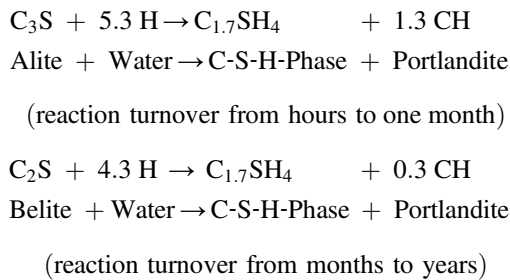 C₃S + 5.3 H → C₁.₇SH₄ + 1.3 CH
Alite + Water → C-S-H-Phase + Portlandite
(reaction turnover from hours to one month)
C₂S + 4.3 H → C₁.₇SH₄ + 0.3 CH
Belite + Water → C-S-H-Phase + Portlandite
(reaction turnover from months to years)